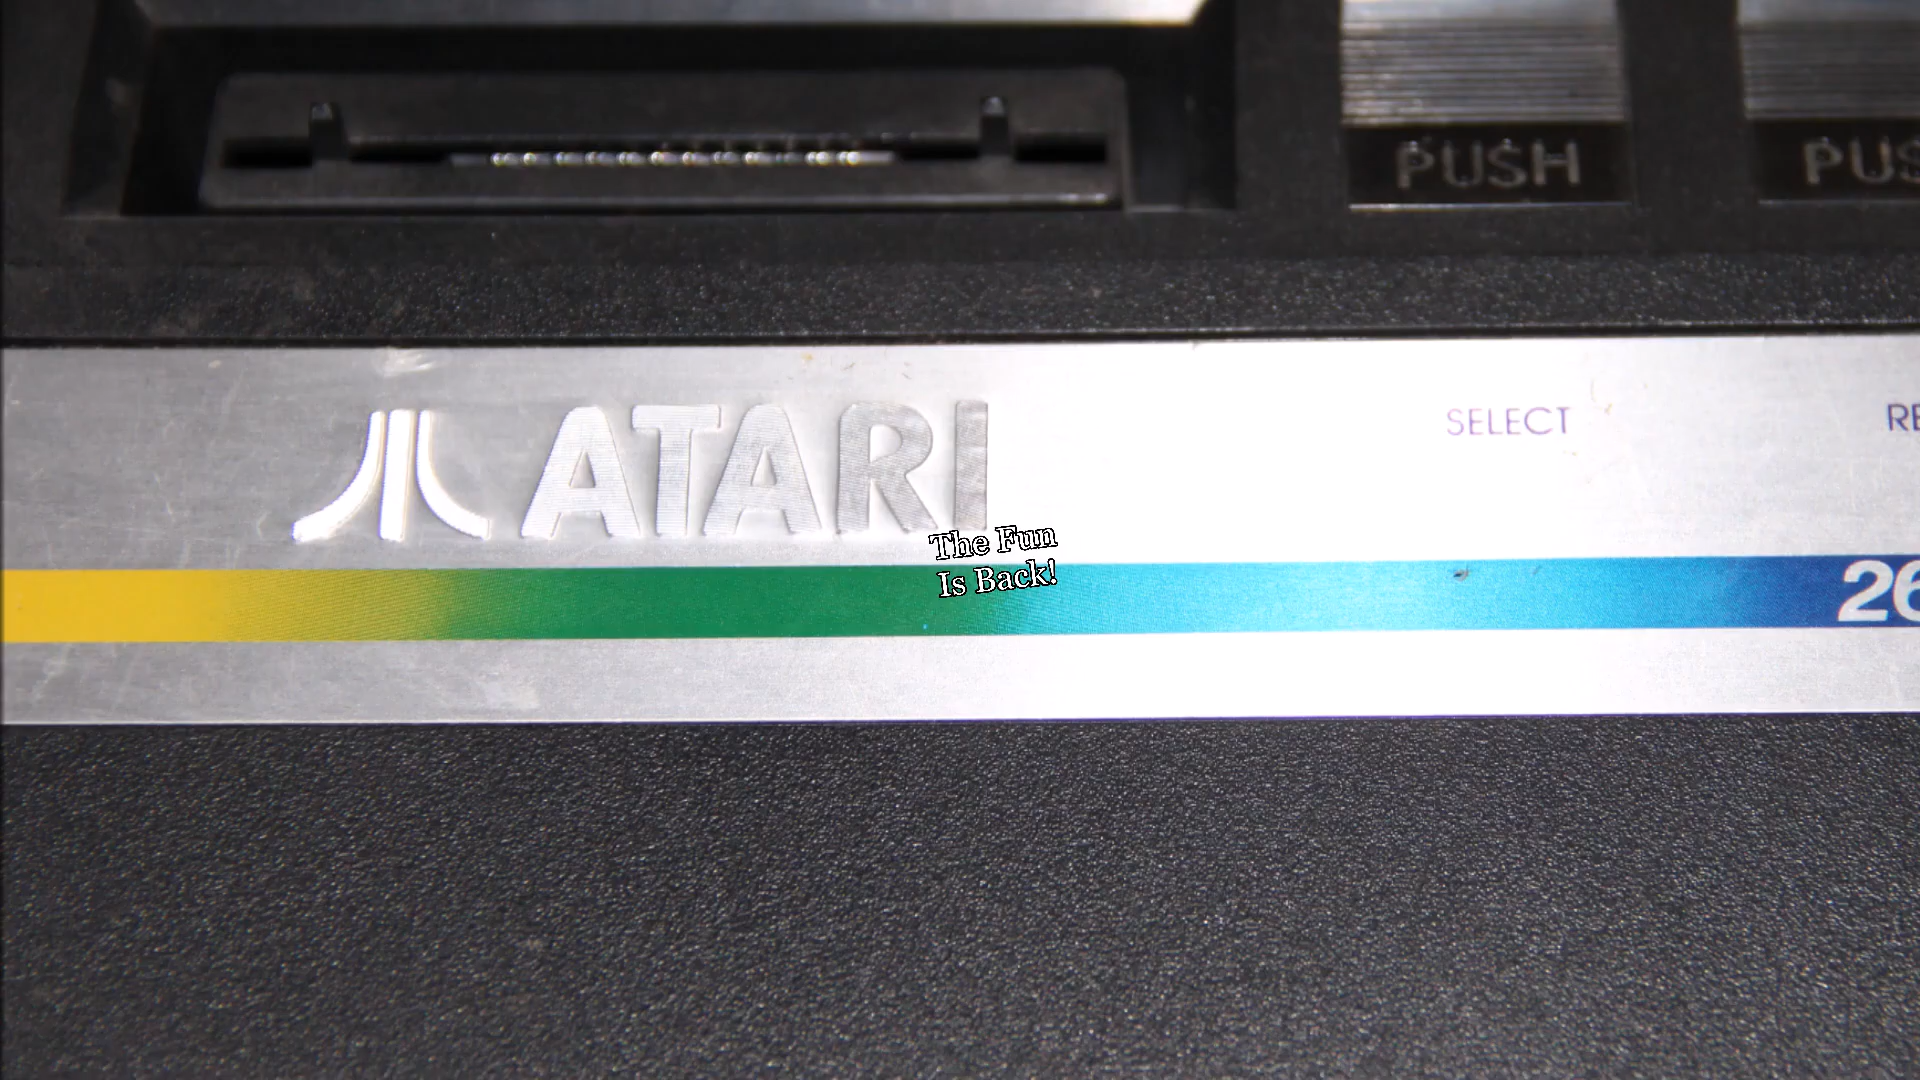 PUSH
PUS
ATARI
SELECT
RE
The Fun
Is Back!
26